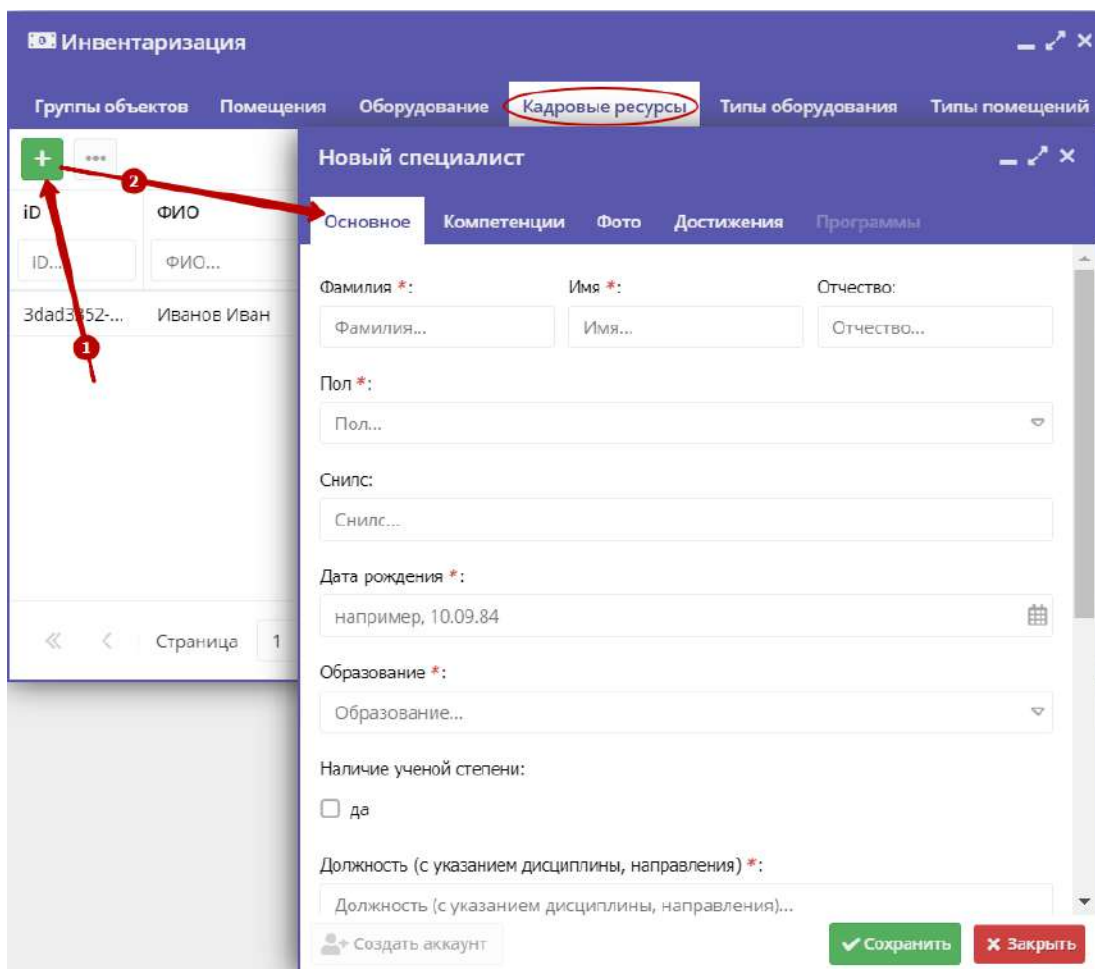 Инвентаризация
Группы объектов Помещения Оборудование Кадровые ресурсы Типы оборудования Типы помещений
+ ...
Новый специалист
2
iD ФИО
Основное Компетенции Фото Достижения Программы
ID... ФИО...
Фамилия *: Имя *: Отчество:
3dad3352-... Иванов Иван
Фамилия... Имя... Отчество...
1
Пол *:
Пол...
Снилс:
Снилс...
Дата рождения *:
например, 10.09.84
Страница 1
Образование *:
Образование...
Наличие ученой степени:
да
Должность (с указанием дисциплины, направления) *:
Должность (с указанием дисциплины, направления)...
Создать аккаунт Сохранить Закрыть